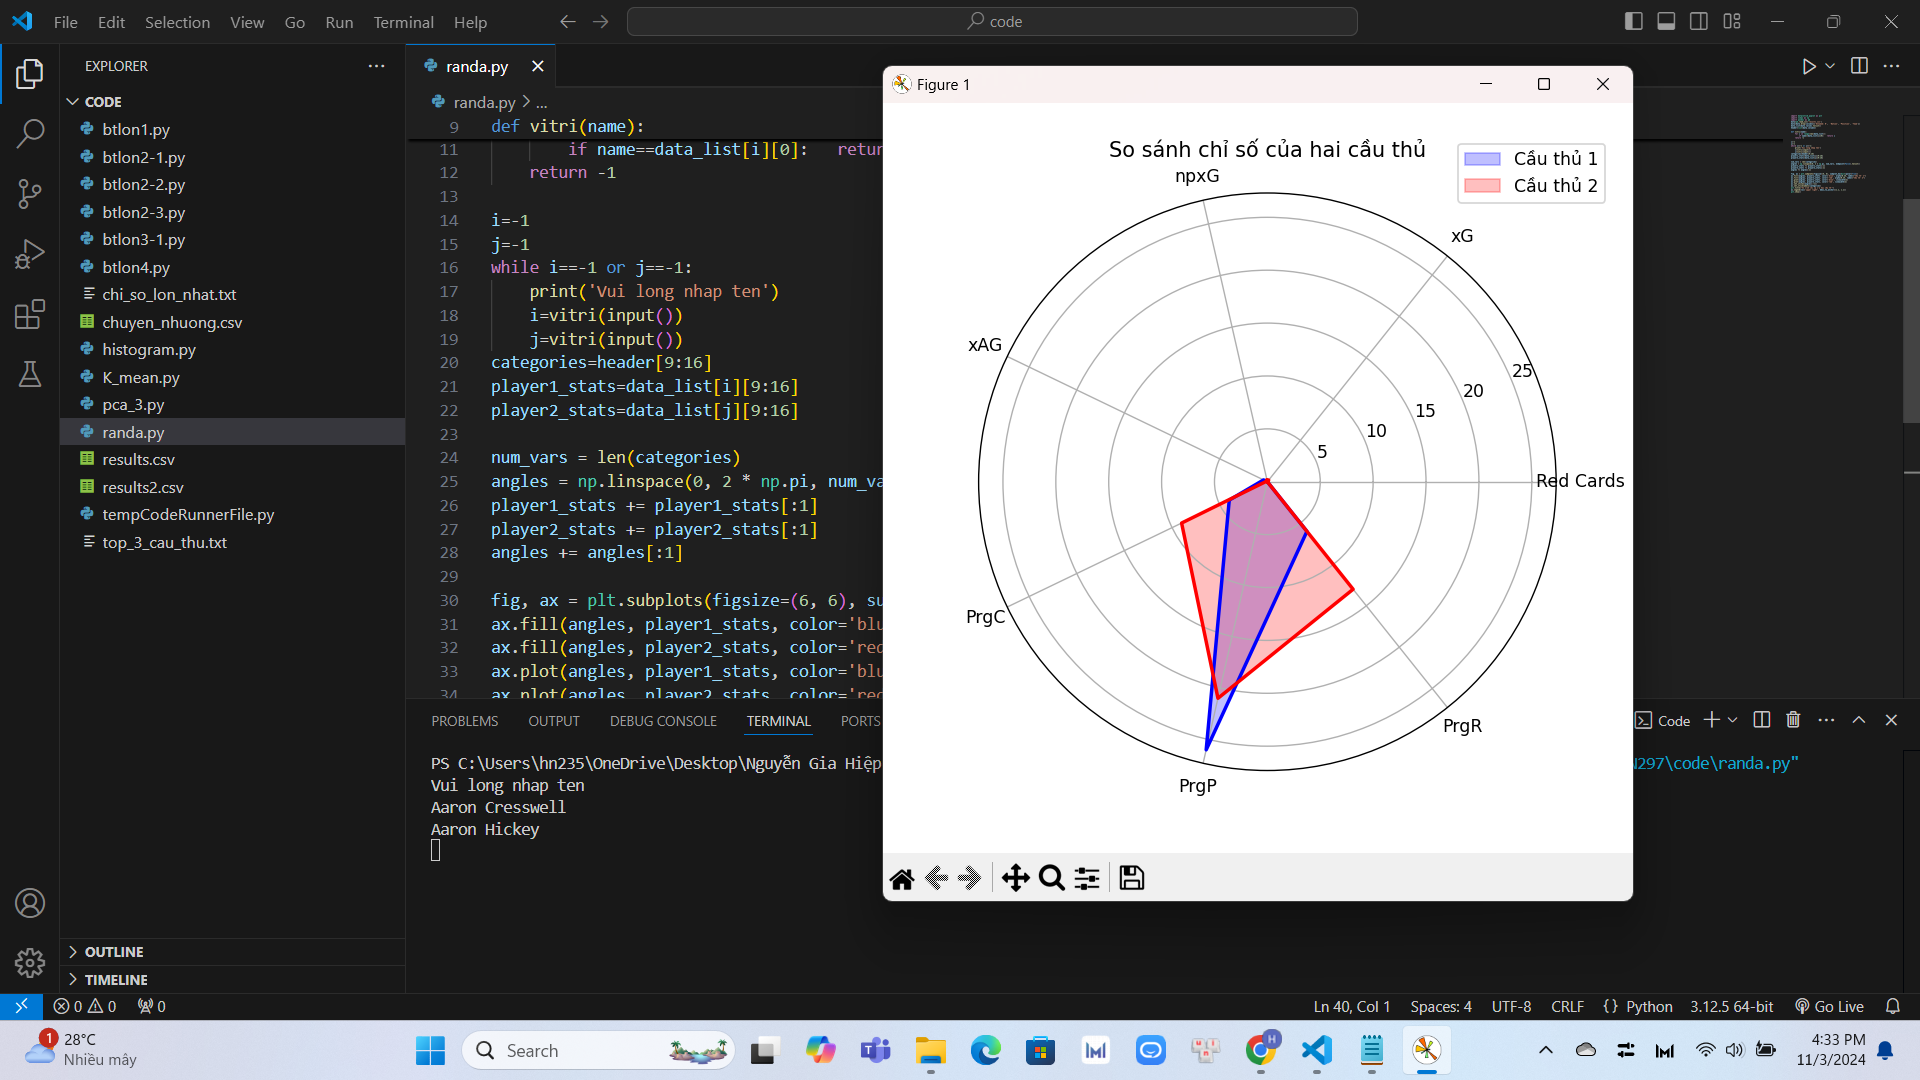 File Edit Selection View Go Run Terminal Help
code
EXPLORER
CODE
btlon1.py
btlon2-1.py
btlon2-2.py
btlon2-3.py
btlon3-1.py
btlon4.py
chi_so_lon_nhat.txt
chuyen_nhuong.csv
histogram.py
K_mean.py
pca_3.py
randa.py
results.csv
results2.csv
tempCodeRunnerFile.py
top_3_cau_thu.txt
OUTLINE
TIMELINE
randa.py
randa.py > ...
9 def vitri(name):
11 if name==data_list[i][0]: retur
12 return -1
13
14 i=-1
15 j=-1
16 while i==-1 or j==-1:
17 print('Vui long nhap ten')
18 i=vitri(input())
19 j=vitri(input())
20 categories=header[9:16]
21 player1_stats=data_list[i][9:16]
22 player2_stats=data_list[j][9:16]
23
24 num_vars = len(categories)
25 angles = np.linspace(0, 2 * np.pi, num_va
26 player1_stats += player1_stats[:1]
27 player2_stats += player2_stats[:1]
28 angles += angles[:1]
29
30 fig, ax = plt.subplots(figsize=(6, 6), su
31 ax.fill(angles, player1_stats, color='blu
32 ax.fill(angles, player2_stats, color='red
33 ax.plot(angles, player1_stats, color='blu
34 ax.plot(angles, player2_stats, color='red
PROBLEMS OUTPUT DEBUG CONSOLE TERMINAL PORTS
Code
PS C:\Users\hn235\OneDrive\Desktop\Nguyễn Gia Hiệp
N297\code\randa.py"
Vui long nhap ten
Aaron Cresswell
Aaron Hickey
Figure 1
So sánh chỉ số của hai cầu thủ
Cầu thủ 1
Cầu thủ 2
npxG
xG
xAG
25
20
15
10
5
Red Cards
PrgC
PrgR
PrgP
0 0 0
Ln 40, Col 1 Spaces: 4 UTF-8 CRLF {} Python 3.12.5 64-bit Go Live
1
28°C
Nhiều mây
Search
H
4:33 PM
11/3/2024